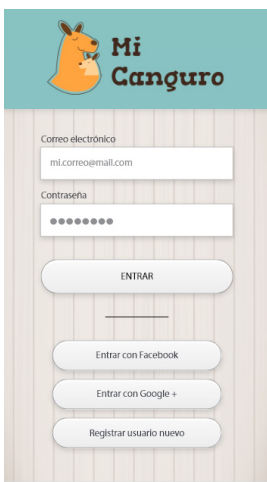 Mi
Canguro
Correo electrónico
mi.correo@mail.com
Contraseña
ENTRAR
Entrar con Facebook
Entrar con Google +
Registrar usuario nuevo